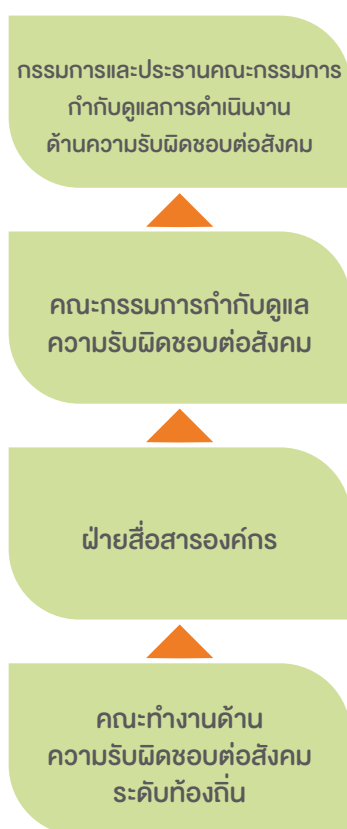 กรรมการและประธานคณะกรรมการ
กำกับดูแลการดำเนินงาน
ด้านความรับผิดชอบต่อสังคม
คณะกรรมการกำกับดูแล
ความรับผิดชอบต่อสังคม
ฝ่ายสื่อสารองค์กร
คณะทำงานด้าน
ความรับผิดชอบต่อสังคม
ระดับท้องถิ่น